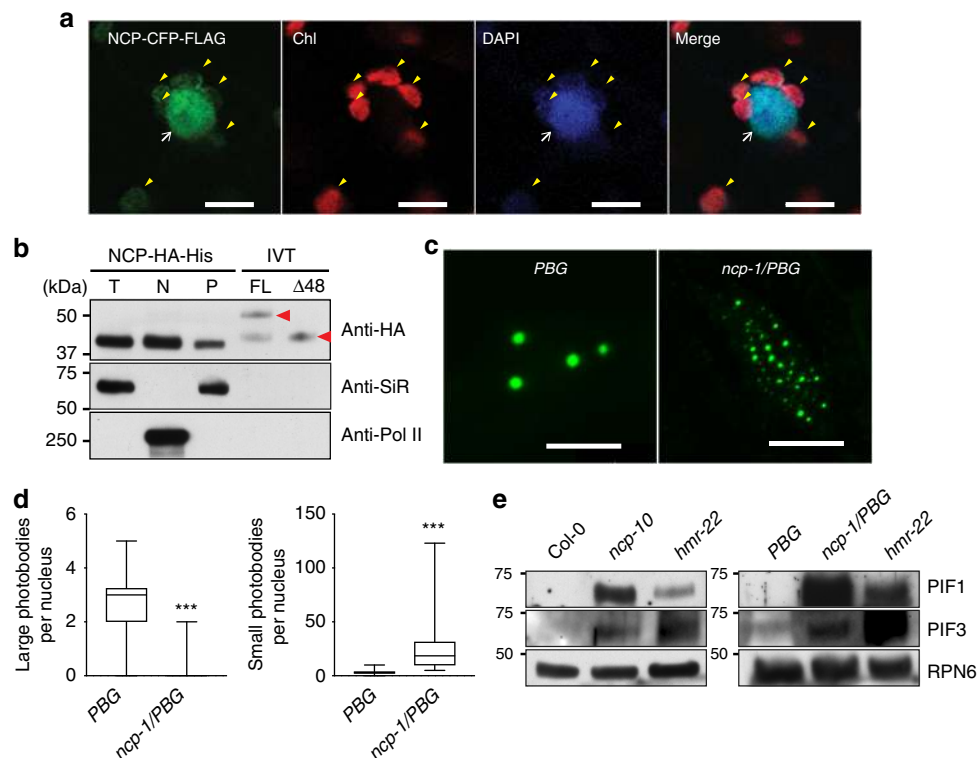 a
NCP-CFP-FLAG Chl DAPI Merge
b
NCP-HA-His IVT
(kDa) T N P FL Δ48
50
37
Anti-HA
75
50
Anti-SiR
250
Anti-Pol II
c
PBG ncp-1/PBG
d
Large photobodies
per nucleus
6
4
2
0
***
PBG
ncp-1/PBG
Small photobodies
per nucleus
150
100
50
0
***
PBG
ncp-1/PBG
e
Col-0 ncp-10 hmr-22 PBG ncp-1/PBG hmr-22
75 75 PIF1
75 75 PIF3
50 50 RPN6